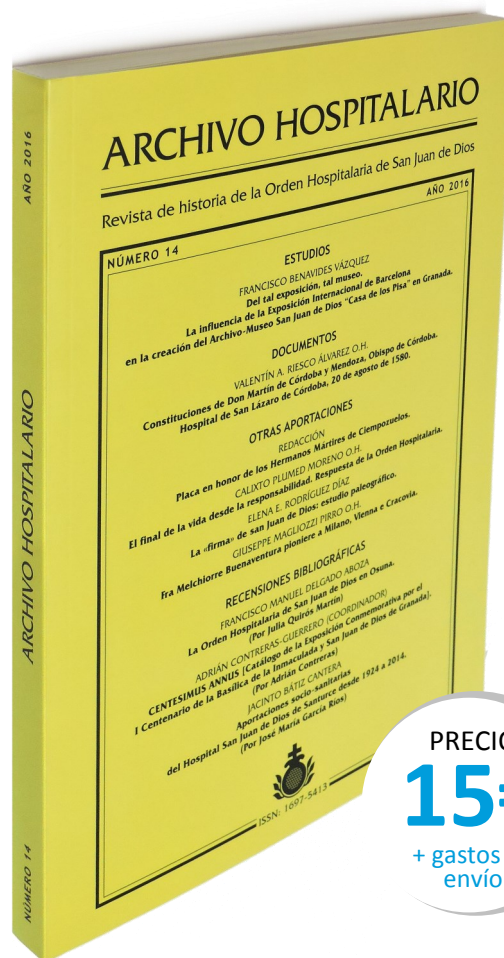 ARCHIVO HOSPITALARIO
Revista de historia de la Orden Hospitalaria de San Juan de Dios
NÚMERO 14
AÑO 2016
ESTUDIOS
FRANCISCO BENAVIDES VÁZQUEZ
Del tal exposición, tal museo.
La influencia de la Exposición Internacional de Barcelona
en la creación del Archivo-Museo San Juan de Dios "Casa de los Pisa" en Granada.
DOCUMENTOS
VALENTÍN A. RIESCO ÁLVAREZ O.H.
Constituciones de Don Martín de Córdoba y Mendoza, Obispo de Córdoba.
Hospital de San Lázaro de Córdoba, 20 de agosto de 1580.
OTRAS APORTACIONES
REDACCIÓN
Placa en honor de los Hermanos Mártires de Ciempozuelos.
CALIXTO PLUMED MORENO O.H.
El final de la vida desde la responsabilidad. Respuesta de la Orden Hospitalaria.
ELENA E. RODRÍGUEZ DÍAZ
La «firma» de san Juan de Dios: estudio paleográfico.
GIUSEPPE MAGLIOZZI PIRRO O.H.
Fra Melchiorre Buenaventura pioniere a Milano, Vienna e Cracovia.
RECENSIONES BIBLIOGRÁFICAS
FRANCISCO MANUEL DELGADO ABOZA
La Orden Hospitalaria de San Juan de Dios en Osuna.
(Por Julia Quirós Martín)
ADRIÁN CONTRERAS-GUERRERO (COORDINADOR)
CENTESIMUS ANNUS [Catálogo de la Exposición Conmemorativa por el
I Centenario de la Basílica de la Inmaculada y San Juan de Dios de Granada].
(Por Adrián Contreras)
JACINTO BÁTIZ CANTERA
Aportaciones socio-sanitarias
del Hospital San Juan de Dios de Santurce desde 1924 a 2014.
(Por José María García Ríos)
ISSN: 1697-5413
AÑO 2016
ARCHIVO HOSPITALARIO
NÚMERO 14
PRECIO
15
+ gastos
envío